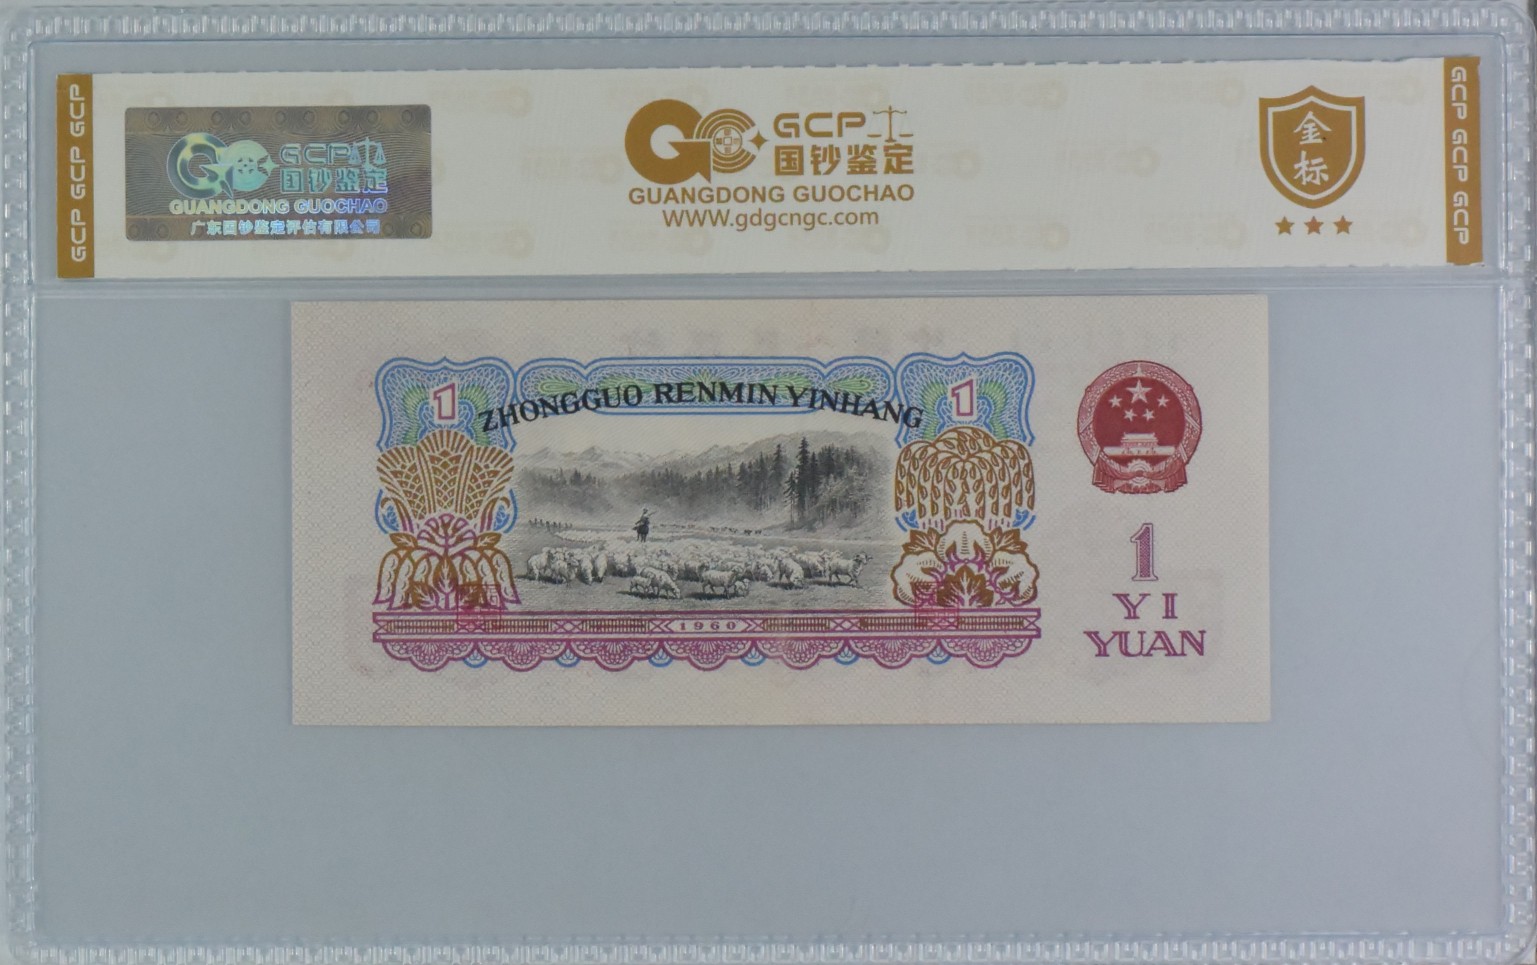 GCP GCP GCP
GCP
国钞鉴定
GUANGDONG GUOCHAO
广东国钞鉴定评估有限公司
GCP
国钞鉴定
GUANGDONG GUOCHAO
WWW.gdgcngc.com
金
标
GCP GCP GCP
1
ZHONGGUO RENMIN YINHANG
1
1960
1
YI
YUAN